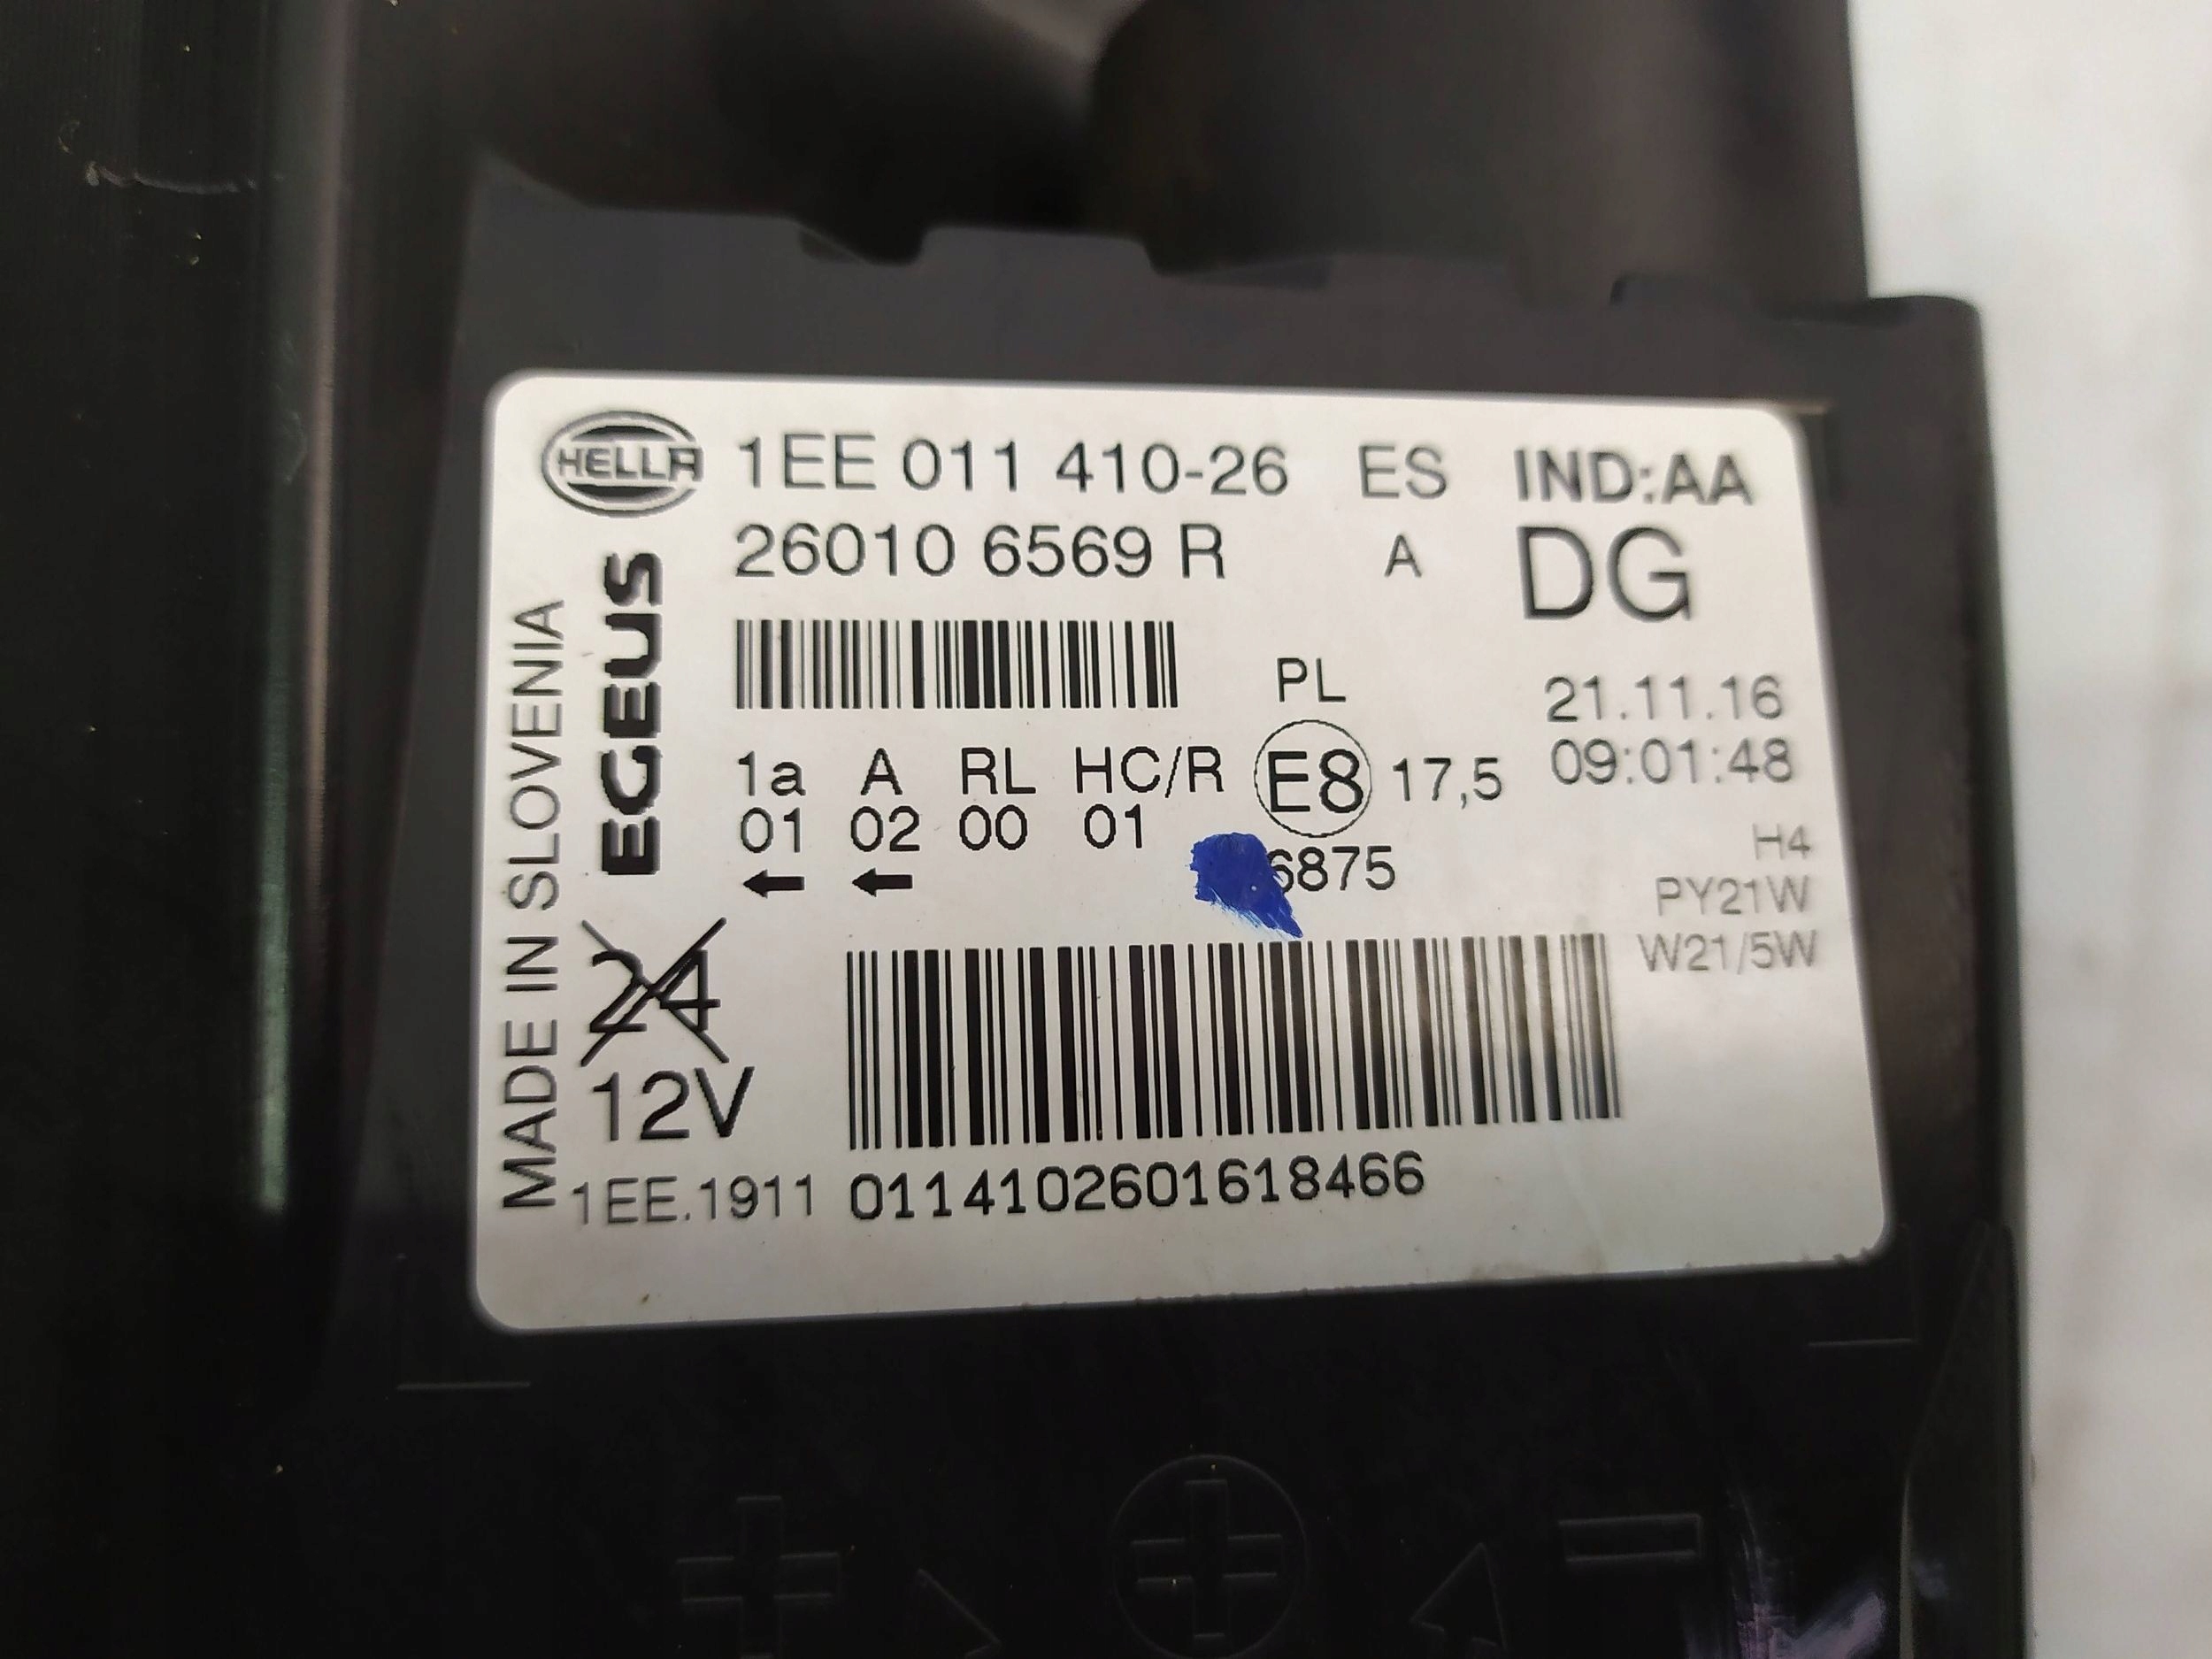 HELLA 1EE 011 410-26 ES IND:AA
26010 6569 R A DG
MADE IN SLOVENIA
EGEUS
PL
21.11.16
09:01:48
1a A RL HC/R E8 17,5
01 02 00 01
6875
H4
PY21W
W21/5W
24
12V
1EE.1911 0114102601618466